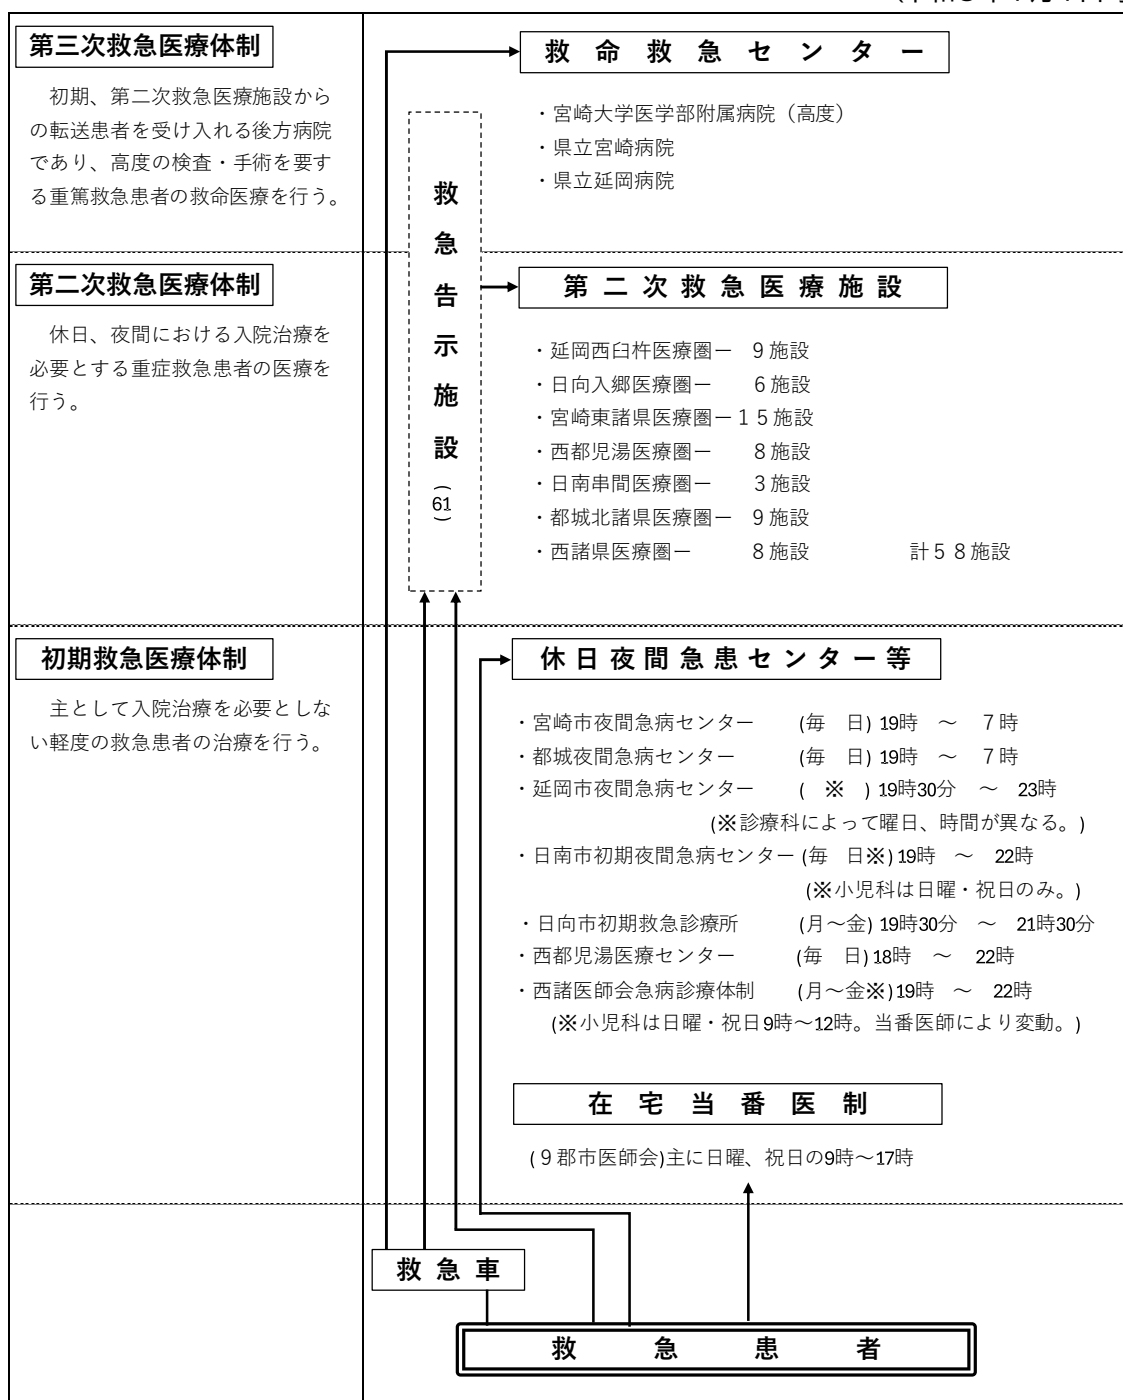 第三次救急医療体制
初期、第二次救急医療施設から
の転送患者を受け入れる後方病院
であり、高度の検査・手術を要す
る重篤救急患者の救命医療を行う。
救命救急センター
・宮崎大学医学部附属病院（高度）
・県立宮崎病院
・県立延岡病院
救急告示施設(61)
第二次救急医療体制
休日、夜間における入院治療を
必要とする重症救急患者の医療を
行う。
第二次救急医療施設
・延岡西臼杵医療圏ー　９施設
・日向入郷医療圏ー　６施設
・宮崎東諸県医療圏ー１５施設
・西都児湯医療圏ー　８施設
・日南串間医療圏ー　３施設
・都城北諸県医療圏ー　９施設
・西諸県医療圏ー　８施設　計５８施設
初期救急医療体制
主として入院治療を必要としな
い軽度の救急患者の治療を行う。
休日夜間急患センター等
・宮崎市夜間急病センター　(毎　日) 19時　～　７時
・都城夜間急病センター　(毎　日) 19時　～　７時
・延岡市夜間急病センター　(　※　) 19時30分　～　23時
(※診療科によって曜日、時間が異なる。)
・日南市初期夜間急病センター (毎　日※) 19時　～　22時
(※小児科は日曜・祝日のみ。)
・日向市初期救急診療所　(月～金) 19時30分　～　21時30分
・西都児湯医療センター　(毎　日) 18時　～　22時
・西諸医師会急病診療体制　(月～金※) 19時　～　22時
(※小児科は日曜・祝日9時～12時。当番医師により変動。)
在宅当番医制
(９郡市医師会)主に日曜、祝日の9時～17時
救急車
救急患者